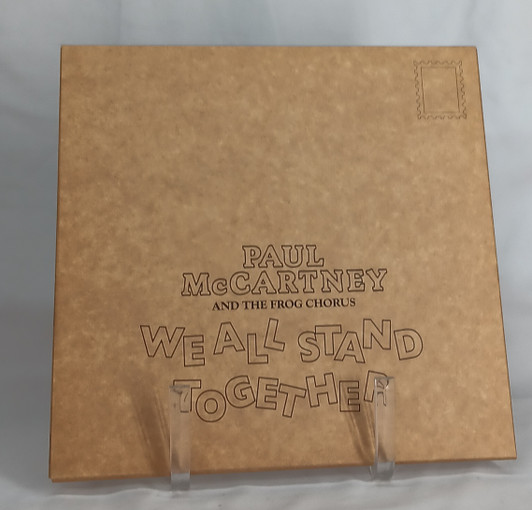 PAUL
McCARTNEY
AND THE FROG CHORUS
WE ALL STAND
TOGETHER